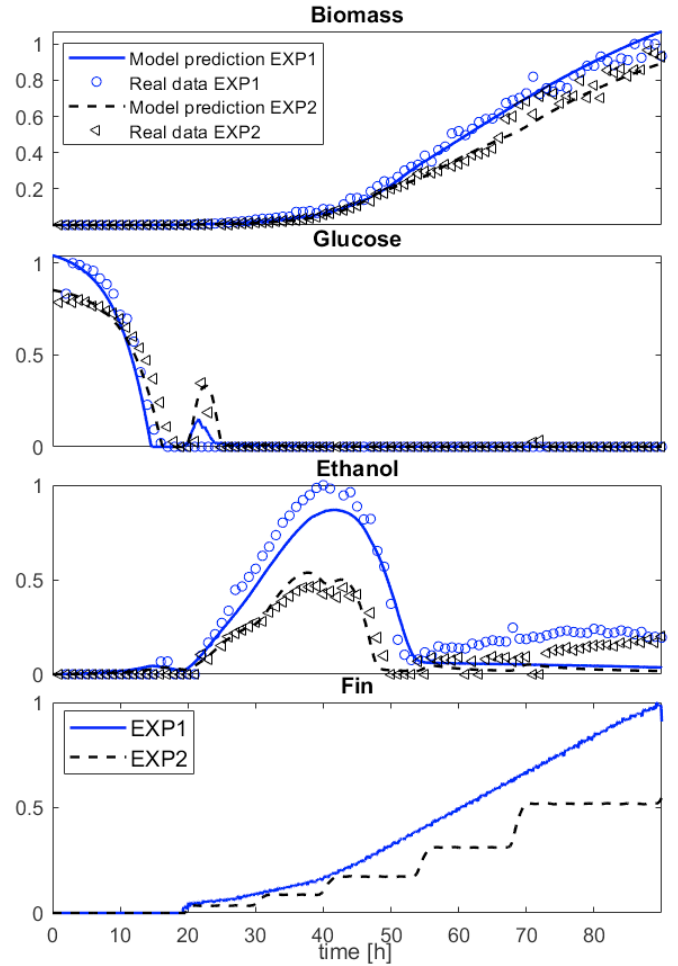 Biomass
1
0.8
0.6
0.4
0.2
Model prediction EXP1
Real data EXP1
Model prediction EXP2
Real data EXP2
Glucose
1
0.5
0
Ethanol
1
0.5
0
Fin
1
0.5
0
EXP1
EXP2
0 10 20 30 40 50 60 70 80
time [h]